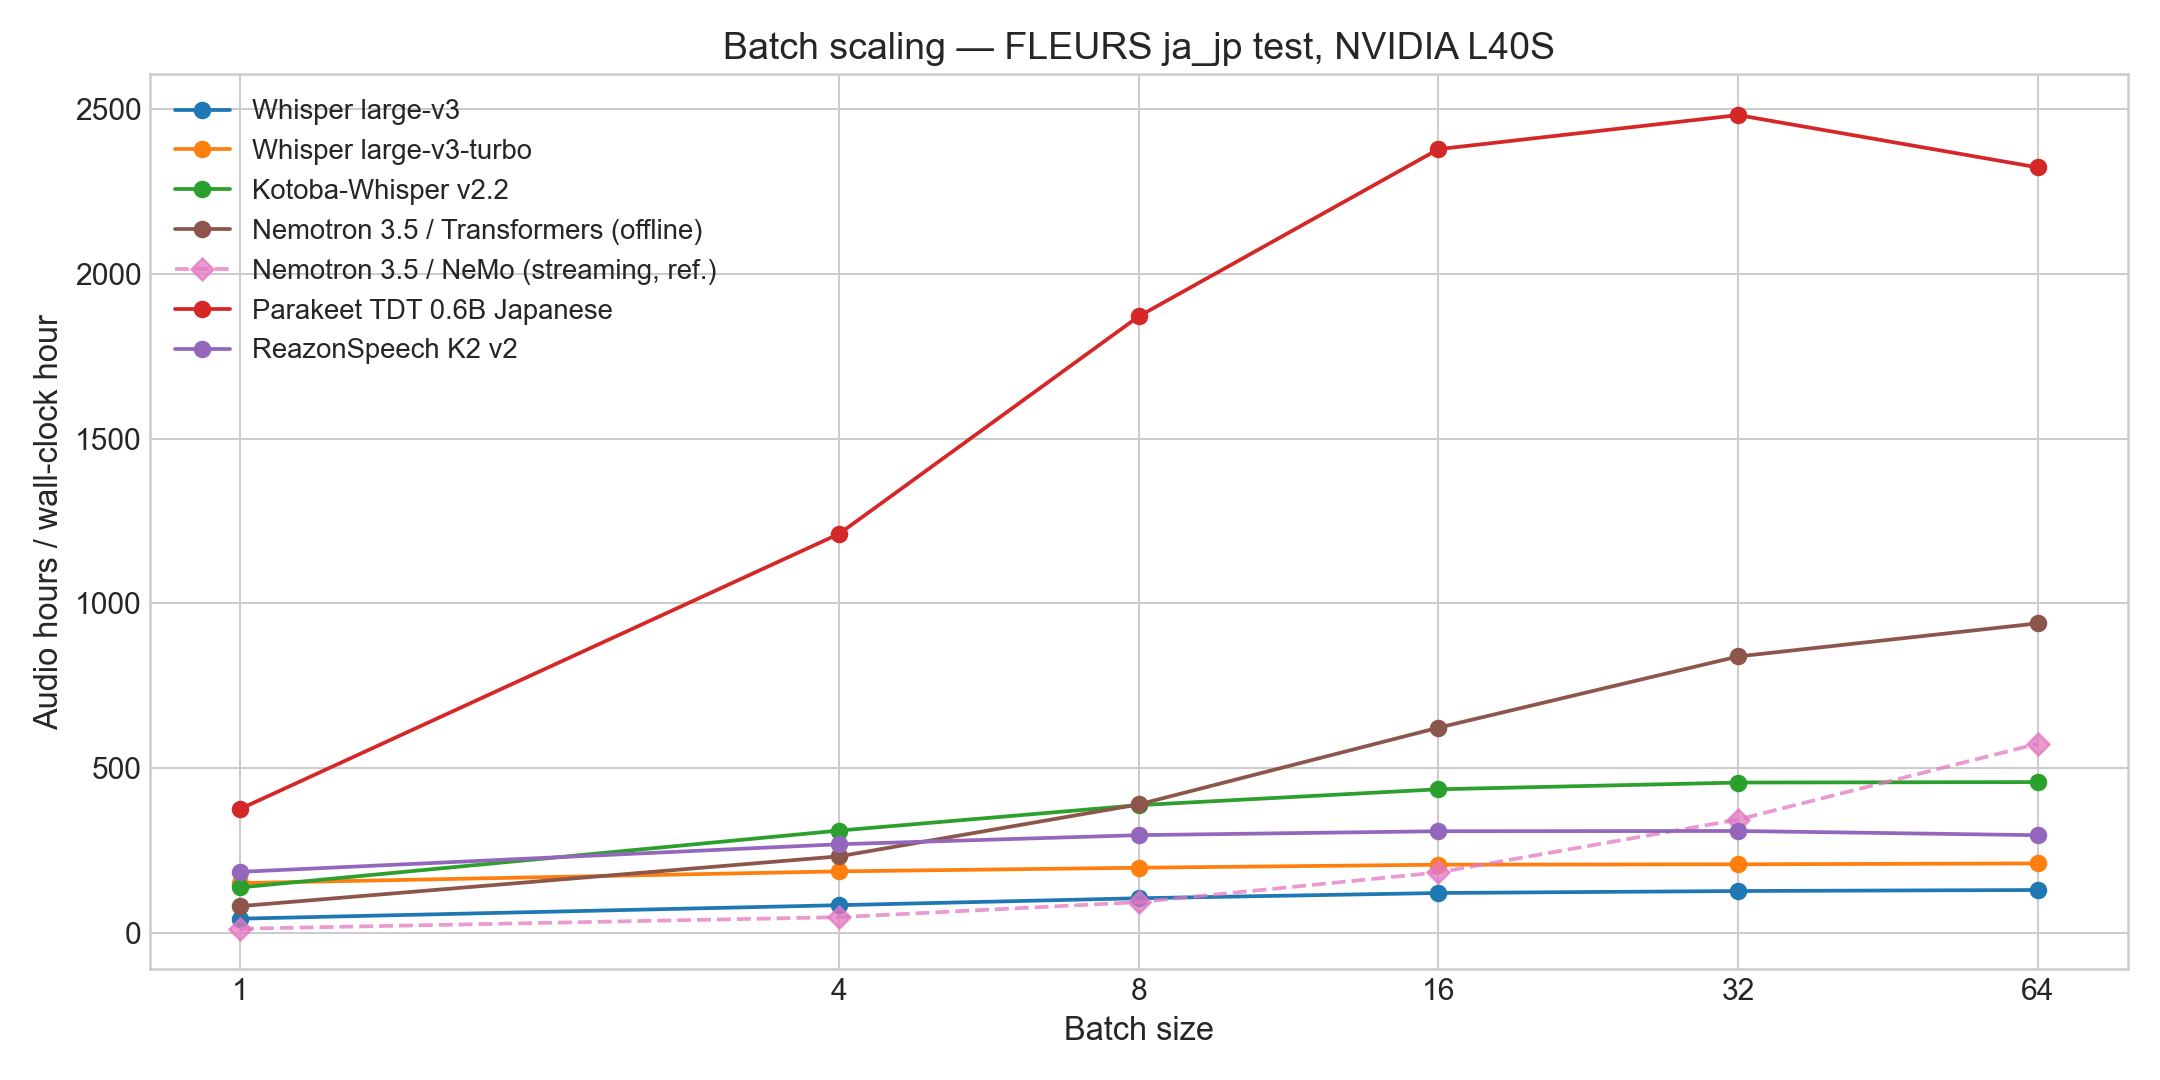 Batch scaling — FLEURS ja_jp test, NVIDIA L40S
Audio hours / wall-clock hour
2500
2000
1500
1000
500
0
Whisper large-v3
Whisper large-v3-turbo
Kotoba-Whisper v2.2
Nemotron 3.5 / Transformers (offline)
Nemotron 3.5 / NeMo (streaming, ref.)
Parakeet TDT 0.6B Japanese
ReazonSpeech K2 v2
1 4 8 16 32 64
Batch size